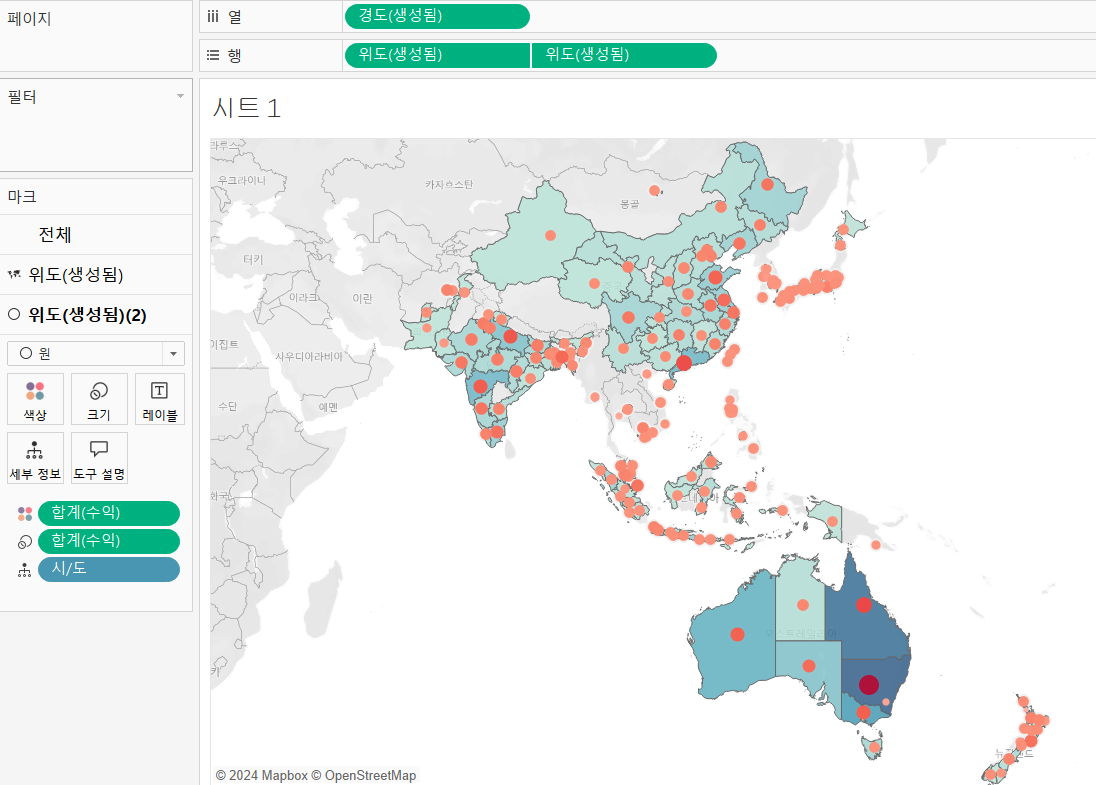 페이지
iii 열
경도(생성됨)
행
위도(생성됨)
위도(생성됨)
필터
시트 1
마크
전체
위도(생성됨)
위도(생성됨)(2)
원
색상
크기
레이블
세부 정보
도구 설명
합계(수익)
합계(수익)
시/도
우크라이나
카자흐스탄
몽골
터키
이라크
이란
이집트
사우디아라비아
수단
예멘
© 2024 Mapbox © OpenStreetMap